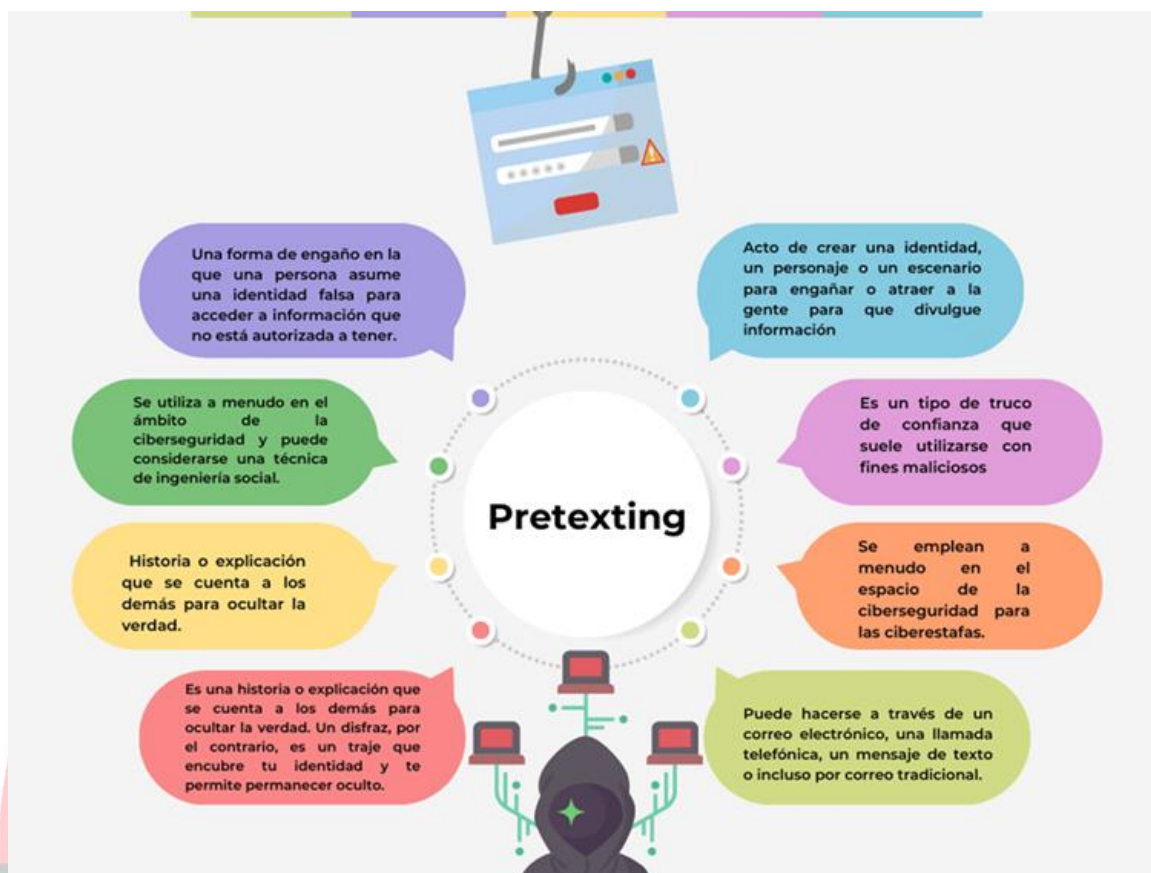 Una forma de engaño en la
que una persona asume
una identidad falsa para
acceder a información que
no está autorizada a tener.
Acto de crear una identidad,
un personaje o un escenario
para engañar o atraer a la
gente para que divulgue
información
Se utiliza a menudo en el
ámbito de la
ciberseguridad y puede
considerarse una técnica
de ingeniería social.
Es un tipo de truco
de confianza que
suele utilizarse con
fines maliciosos
Pretexting
Historia o explicación
que se cuenta a los
demás para ocultar la
verdad.
Se emplean a
menudo en el
espacio de la
ciberseguridad para
las ciberestafas.
Es una historia o explicación que
se cuenta a los demás para
ocultar la verdad. Un disfraz, por
el contrario, es un traje que
encubre tu identidad y te
permite permanecer oculto.
Puede hacerse a través de un
correo electrónico, una llamada
telefónica, un mensaje de texto
o incluso por correo tradicional.